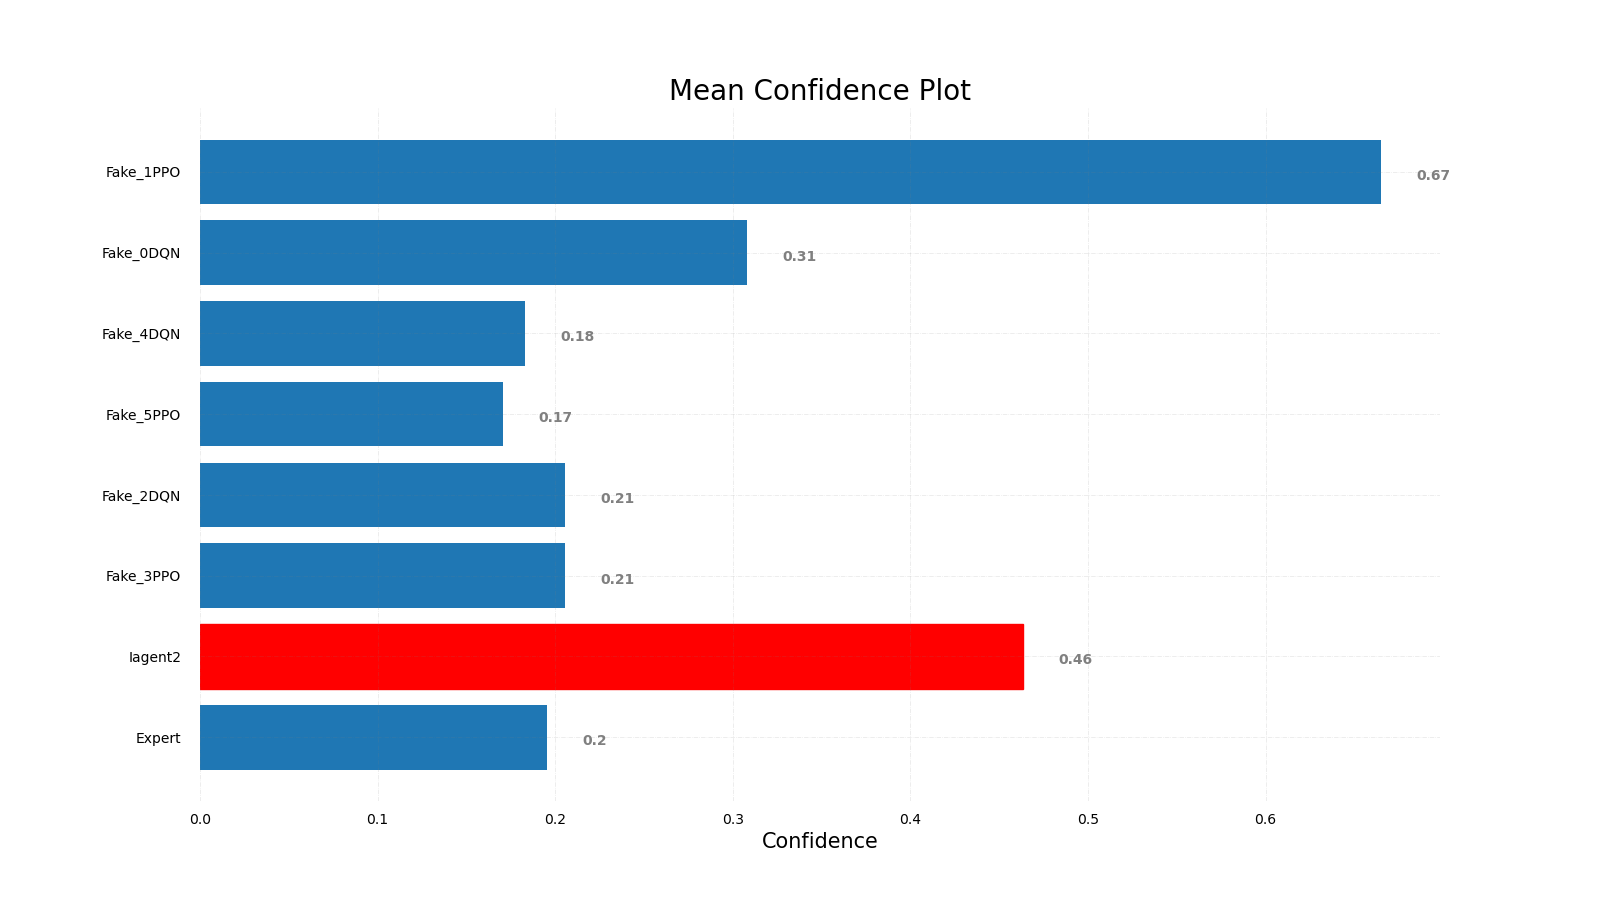 Mean Confidence Plot
Fake_1PPO 0.67
Fake_0DQN 0.31
Fake_4DQN 0.18
Fake_5PPO 0.17
Fake_2DQN 0.21
Fake_3PPO 0.21
Iagent2 0.46
Expert 0.2
0.0 0.1 0.2 0.3 0.4 0.5 0.6
Confidence